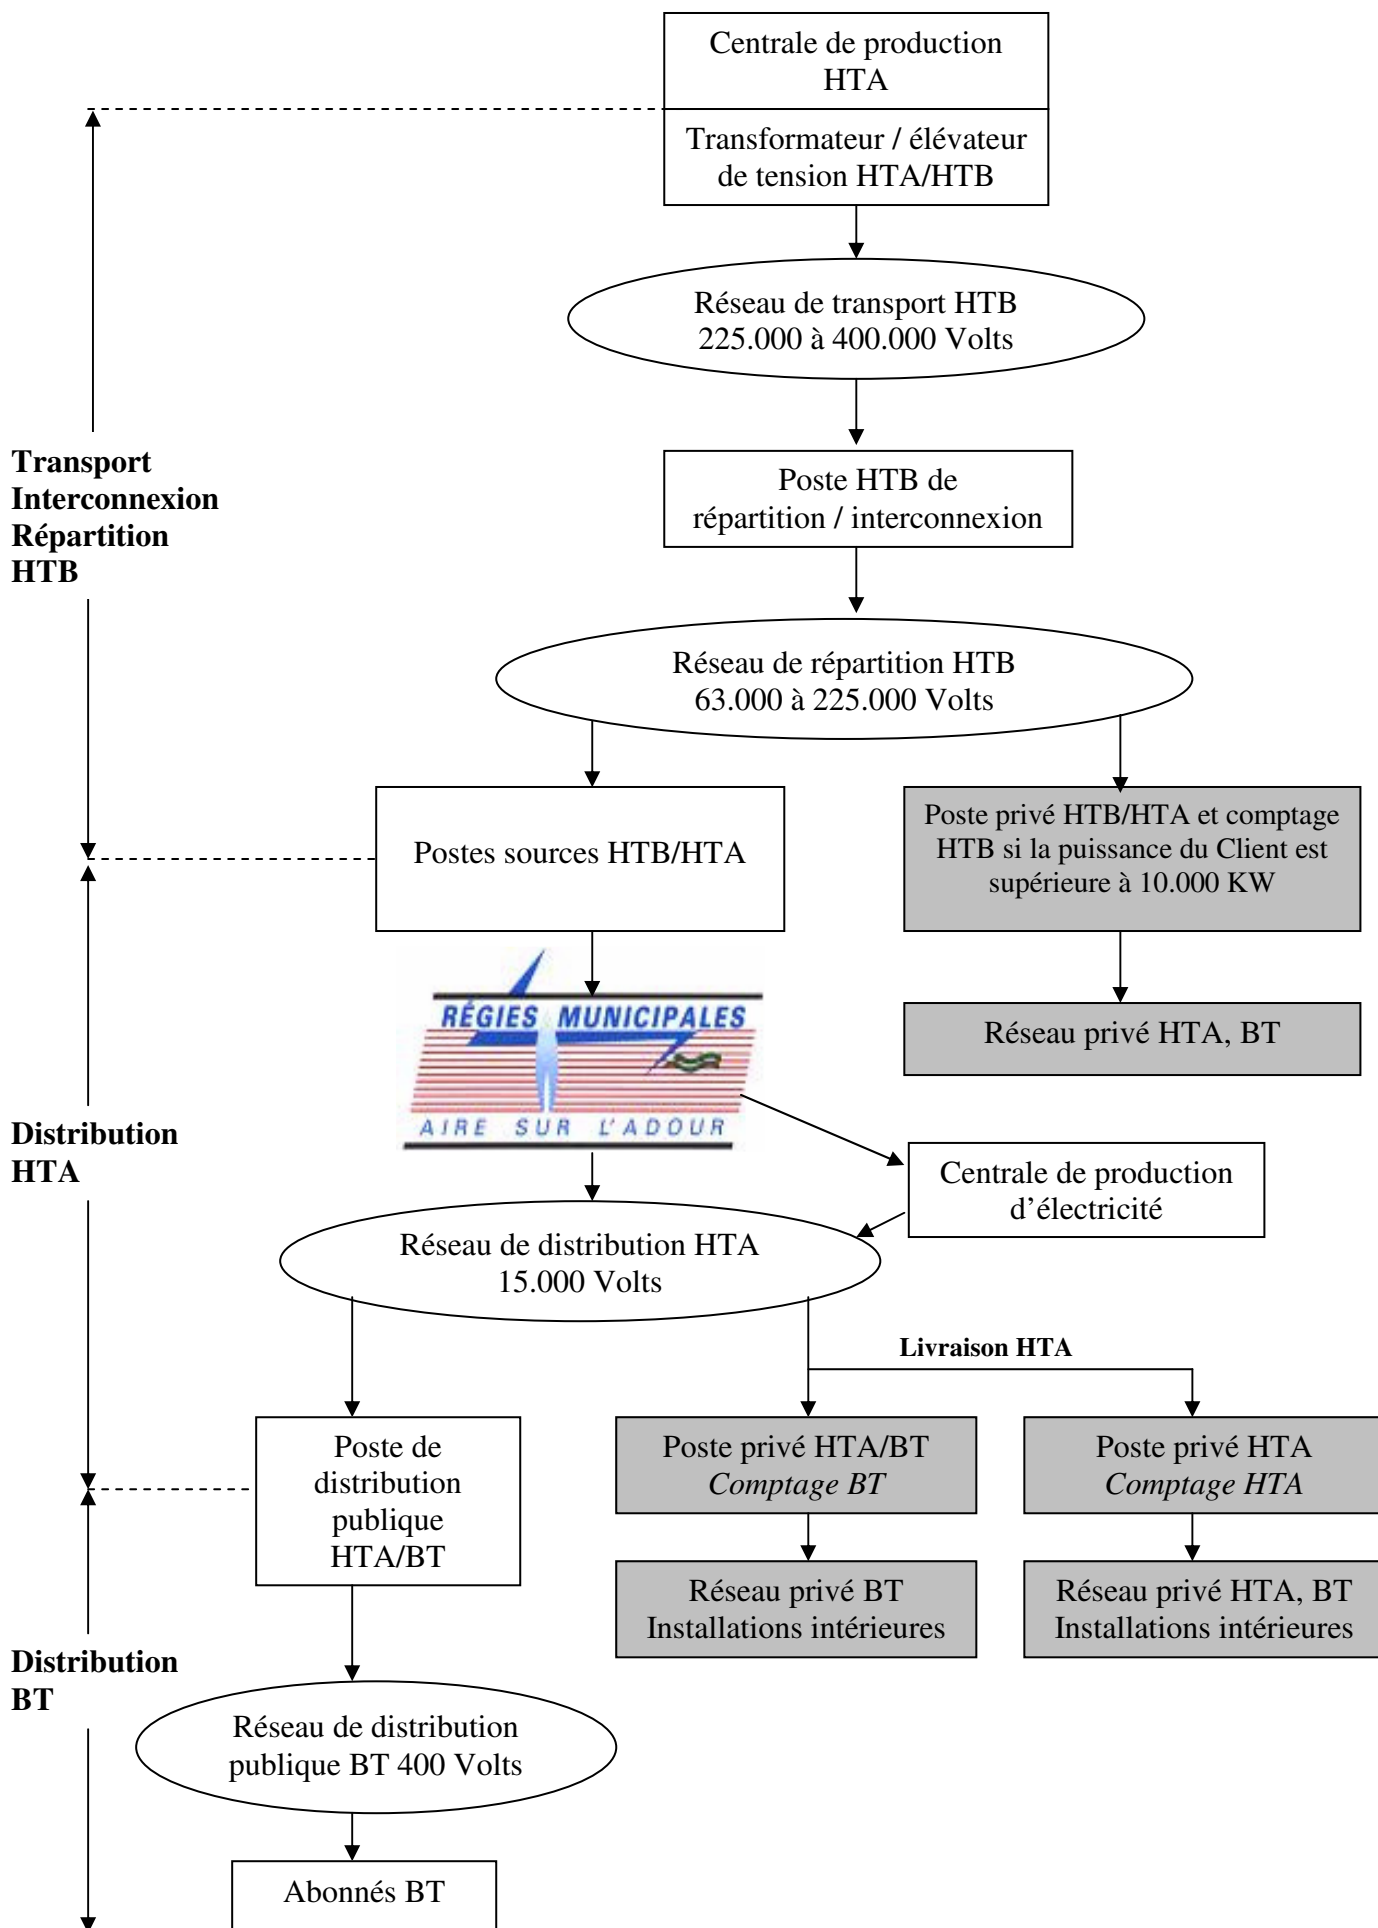 Centrale de production
HTA
Transformateur / élévateur
de tension HTA/HTB
Réseau de transport HTB
225.000 à 400.000 Volts
Transport
Interconnexion
Répartition
HTB
Poste HTB de
répartition / interconnexion
Réseau de répartition HTB
63.000 à 225.000 Volts
Postes sources HTB/HTA
Poste privé HTB/HTA et comptage
HTB si la puissance du Client est
supérieure à 10.000 KW
RÉGIES MUNICIPALES
AIRE SUR L'ADOUR
Réseau privé HTA, BT
Distribution
HTA
Centrale de production
d’électricité
Réseau de distribution HTA
15.000 Volts
Livraison HTA
Poste de
distribution
publique
HTA/BT
Poste privé HTA/BT
Comptage BT
Poste privé HTA
Comptage HTA
Réseau privé BT
Installations intérieures
Réseau privé HTA, BT
Installations intérieures
Distribution
BT
Réseau de distribution
publique BT 400 Volts
Abonnés BT